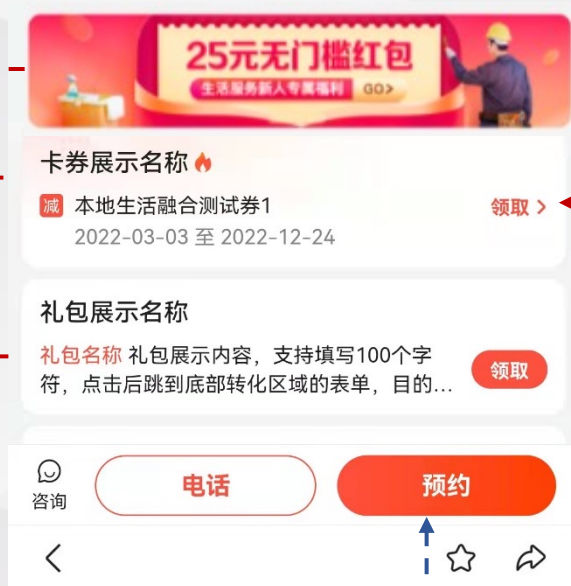 25元无门槛红包
生活服务新人专属福利 GO>
卡券展示名称
减 本地生活融合测试券1 领取 >
2022-03-03 至 2022-12-24
礼包展示名称
礼包名称 礼包展示内容，支持填写100个字
符，点击后跳到底部转化区域的表单，目的...
领取
咨询
电话
预约